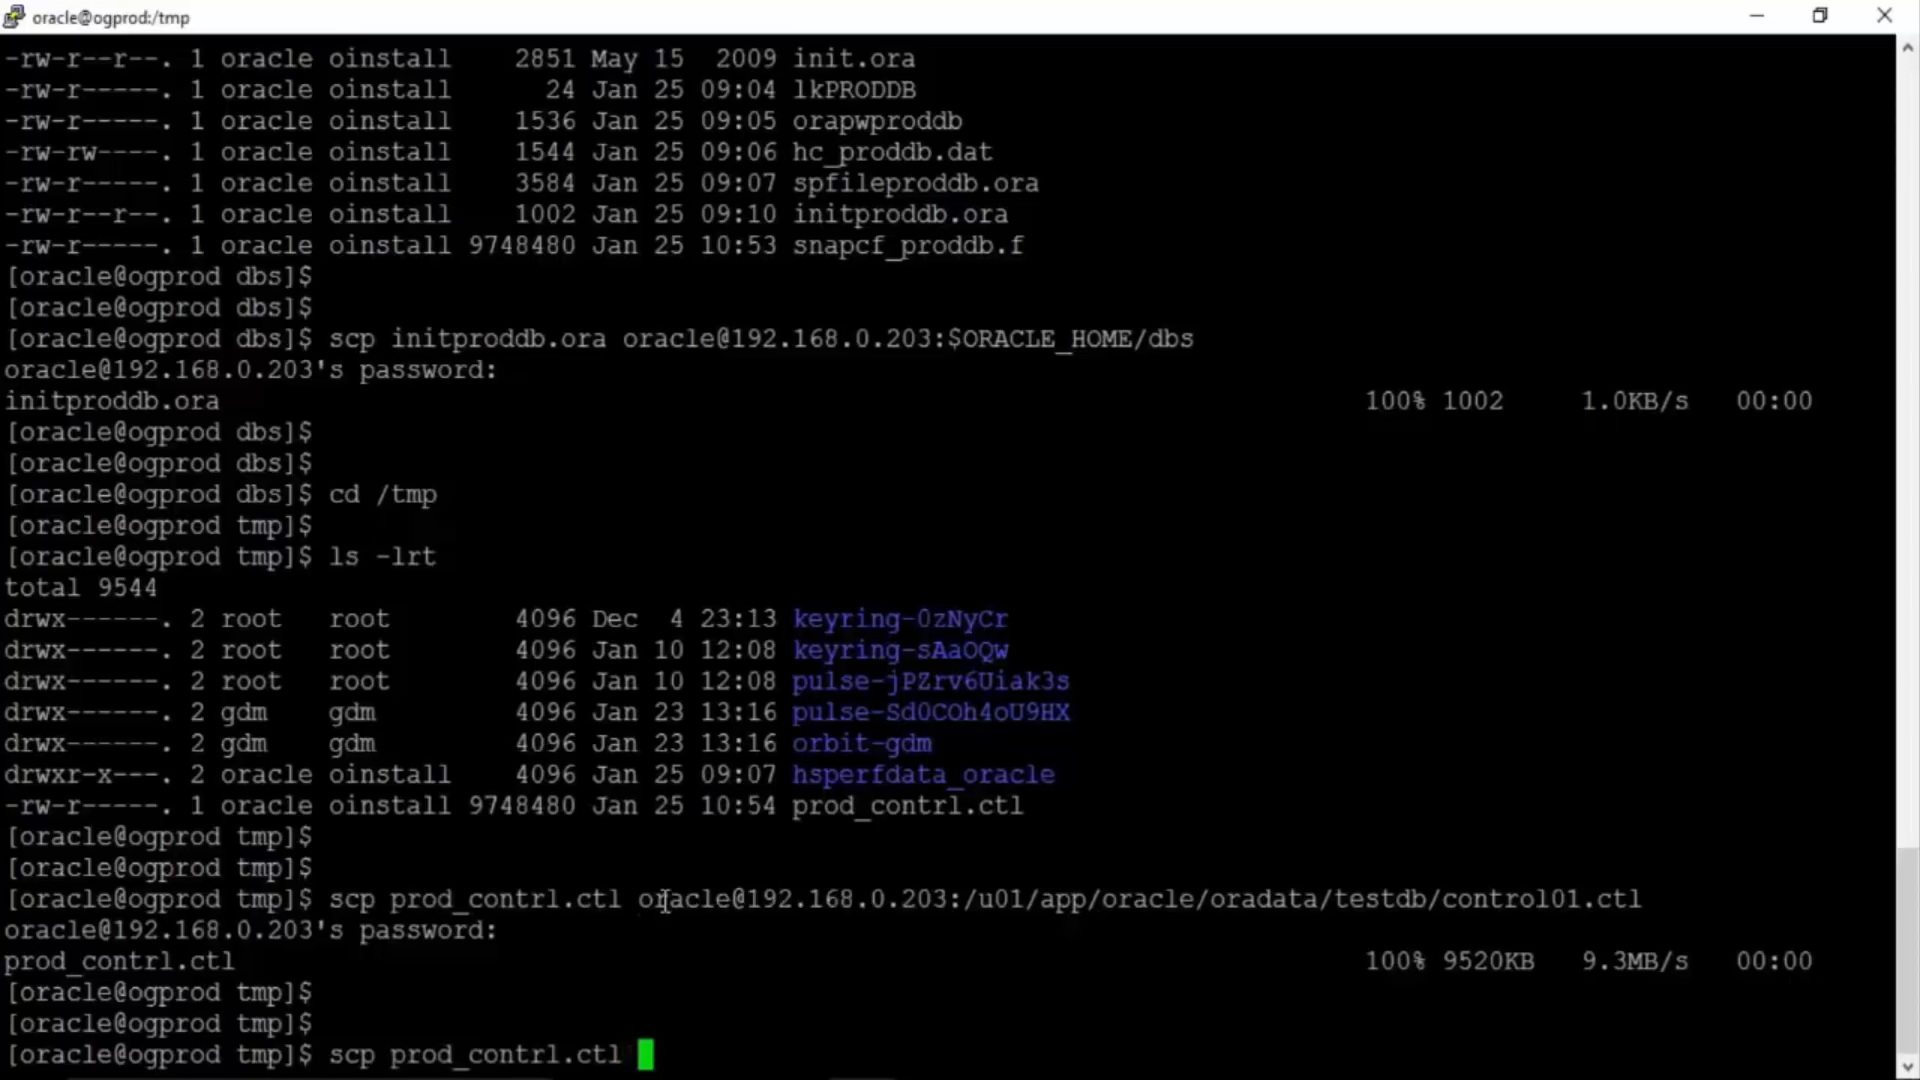 oracle@ogprod:/tmp
-rw-r--r--. 1 oracle oinstall    2851 May 15  2009 init.ora
-rw-r-----. 1 oracle oinstall      24 Jan 25 09:04 lkPRODDB
-rw-r-----. 1 oracle oinstall    1536 Jan 25 09:05 orapwproddb
-rw-rw----. 1 oracle oinstall    1544 Jan 25 09:06 hc_proddb.dat
-rw-r-----. 1 oracle oinstall    3584 Jan 25 09:07 spfileproddb.ora
-rw-r--r--. 1 oracle oinstall    1002 Jan 25 09:10 initproddb.ora
-rw-r-----. 1 oracle oinstall 9748480 Jan 25 10:53 snapcf_proddb.f
[oracle@ogprod dbs]$
[oracle@ogprod dbs]$
[oracle@ogprod dbs]$ scp initproddb.ora oracle@192.168.0.203:$ORACLE_HOME/dbs
oracle@192.168.0.203's password:
initproddb.ora 100% 1002 1.0KB/s 00:00
[oracle@ogprod dbs]$
[oracle@ogprod dbs]$
[oracle@ogprod dbs]$ cd /tmp
[oracle@ogprod tmp]$
[oracle@ogprod tmp]$ ls -lrt
total 9544
drwx------. 2 root   root        4096 Dec  4 23:13 keyring-0zNyCr
drwx------. 2 root   root        4096 Jan 10 12:08 keyring-sAaOQw
drwx------. 2 root   root        4096 Jan 10 12:08 pulse-jPZrv6Uiak3s
drwx------. 2 gdm    gdm         4096 Jan 23 13:16 pulse-Sd0COh4oU9HX
drwx------. 2 gdm    gdm         4096 Jan 23 13:16 orbit-gdm
drwxr-x---. 2 oracle oinstall    4096 Jan 25 09:07 hsperfdata_oracle
-rw-r-----. 1 oracle oinstall 9748480 Jan 25 10:54 prod_contrl.ctl
[oracle@ogprod tmp]$
[oracle@ogprod tmp]$
[oracle@ogprod tmp]$ scp prod_contrl.ctl oracle@192.168.0.203:/u01/app/oracle/oradata/testdb/control01.ctl
oracle@192.168.0.203's password:
prod_contrl.ctl 100% 9520KB 9.3MB/s 00:00
[oracle@ogprod tmp]$
[oracle@ogprod tmp]$
[oracle@ogprod tmp]$ scp prod_contrl.ctl